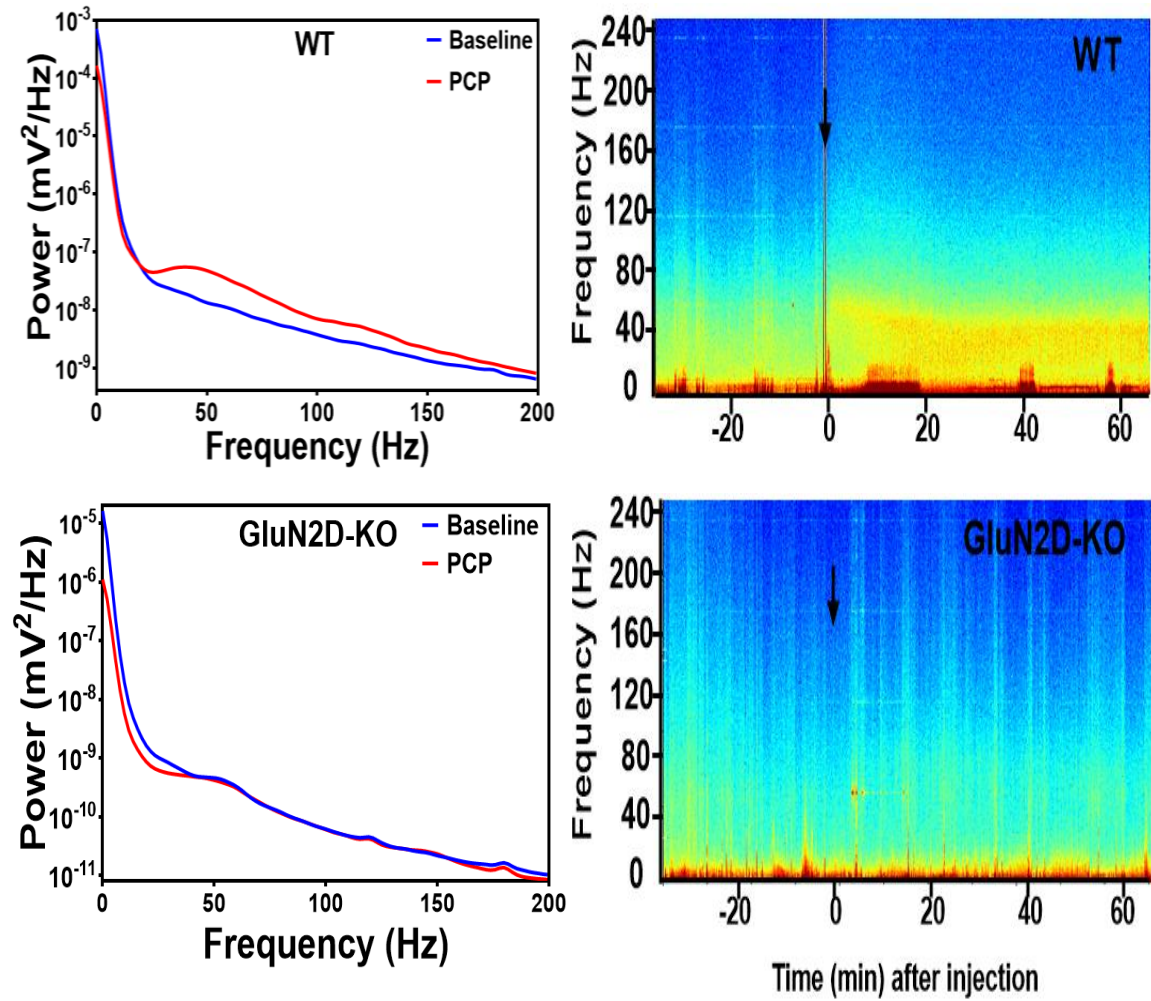 WT
Baseline
PCP
Power (mV²/Hz)
10⁻³
10⁻⁴
10⁻⁵
10⁻⁶
10⁻⁷
10⁻⁸
10⁻⁹
0 50 100 150 200
Frequency (Hz)
WT
Frequency (Hz)
240
200
160
120
80
40
0
-20 0 20 40 60
GluN2D-KO
Baseline
PCP
Power (mV²/Hz)
10⁻⁵
10⁻⁶
10⁻⁷
10⁻⁸
10⁻⁹
10⁻¹⁰
10⁻¹¹
0 50 100 150 200
Frequency (Hz)
GluN2D-KO
Frequency (Hz)
240
200
160
120
80
40
0
-20 0 20 40 60
Time (min) after injection